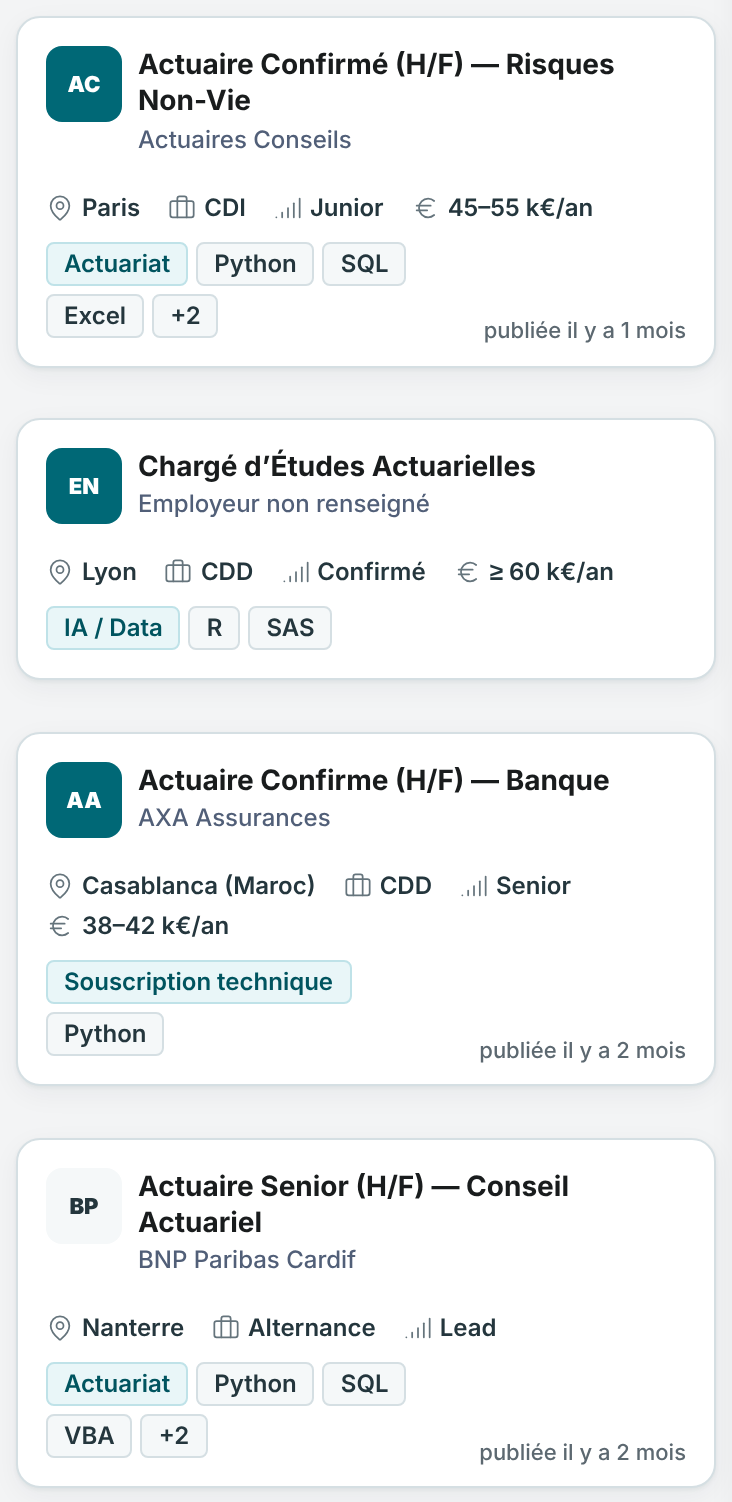 AC
Actuaire Confirmé (H/F) — Risques
Non-Vie
Actuaires Conseils
Paris CDI Junior 45–55 k€/an
Actuariat Python SQL
Excel +2
publiée il y a 1 mois
EN
Chargé d’Études Actuarielles
Employeur non renseigné
Lyon CDD Confirmé ≥ 60 k€/an
IA / Data R SAS
AA
Actuaire Confirme (H/F) — Banque
AXA Assurances
Casablanca (Maroc) CDD Senior
38–42 k€/an
Souscription technique
Python
publiée il y a 2 mois
BP
Actuaire Senior (H/F) — Conseil
Actuariel
BNP Paribas Cardif
Nanterre Alternance Lead
Actuariat Python SQL
VBA +2
publiée il y a 2 mois